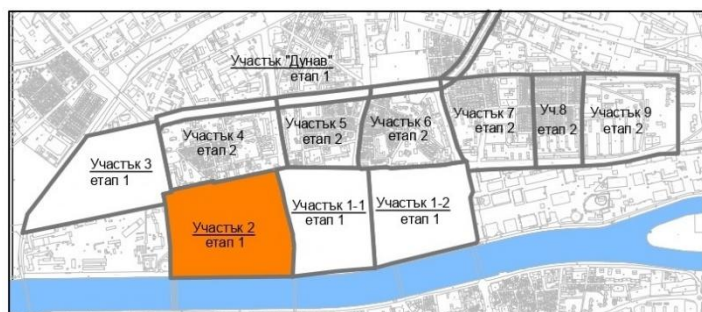 Участък "Дунав"
етап 1
Участък 3
етап 1
Участък 4
етап 2
Участък 5
етап 2
Участък 6
етап 2
Участък 7
етап 2
Уч.8
етап 2
Участък 9
етап 2
Участък 2
етап 1
Участък 1-1
етап 1
Участък 1-2
етап 1